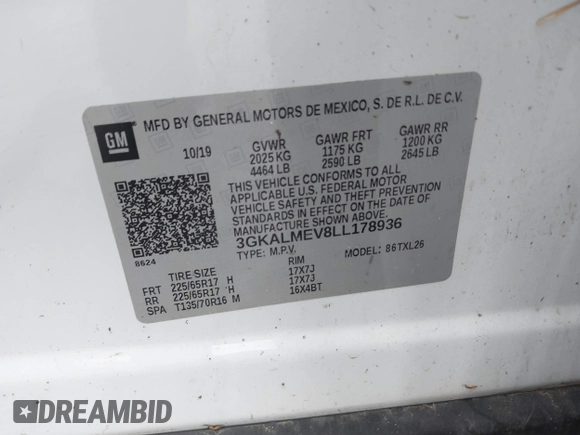 GM
MFD BY GENERAL MOTORS DE MEXICO, S. DE R.L. DE C.V.
10/19 GVWR GAWR FRT GAWR RR
2025 KG 1175 KG 1200 KG
4464 LB 2590 LB 2645 LB
THIS VEHICLE CONFORMS TO ALL
APPLICABLE U.S. FEDERAL MOTOR
VEHICLE SAFETY AND THEFT PREVENTION
STANDARDS IN EFFECT ON THE DATE OF
MANUFACTURE SHOWN ABOVE.
3GKALMEV8LL178936
8624 TYPE: M.P.V. MODEL: 86TXL26
TIRE SIZE RIM
FRT 225/65R17 H 17X7J
RR 225/65R17 H 17X7J
SPA T135/70R16 M 16X4BT
DREAMBID